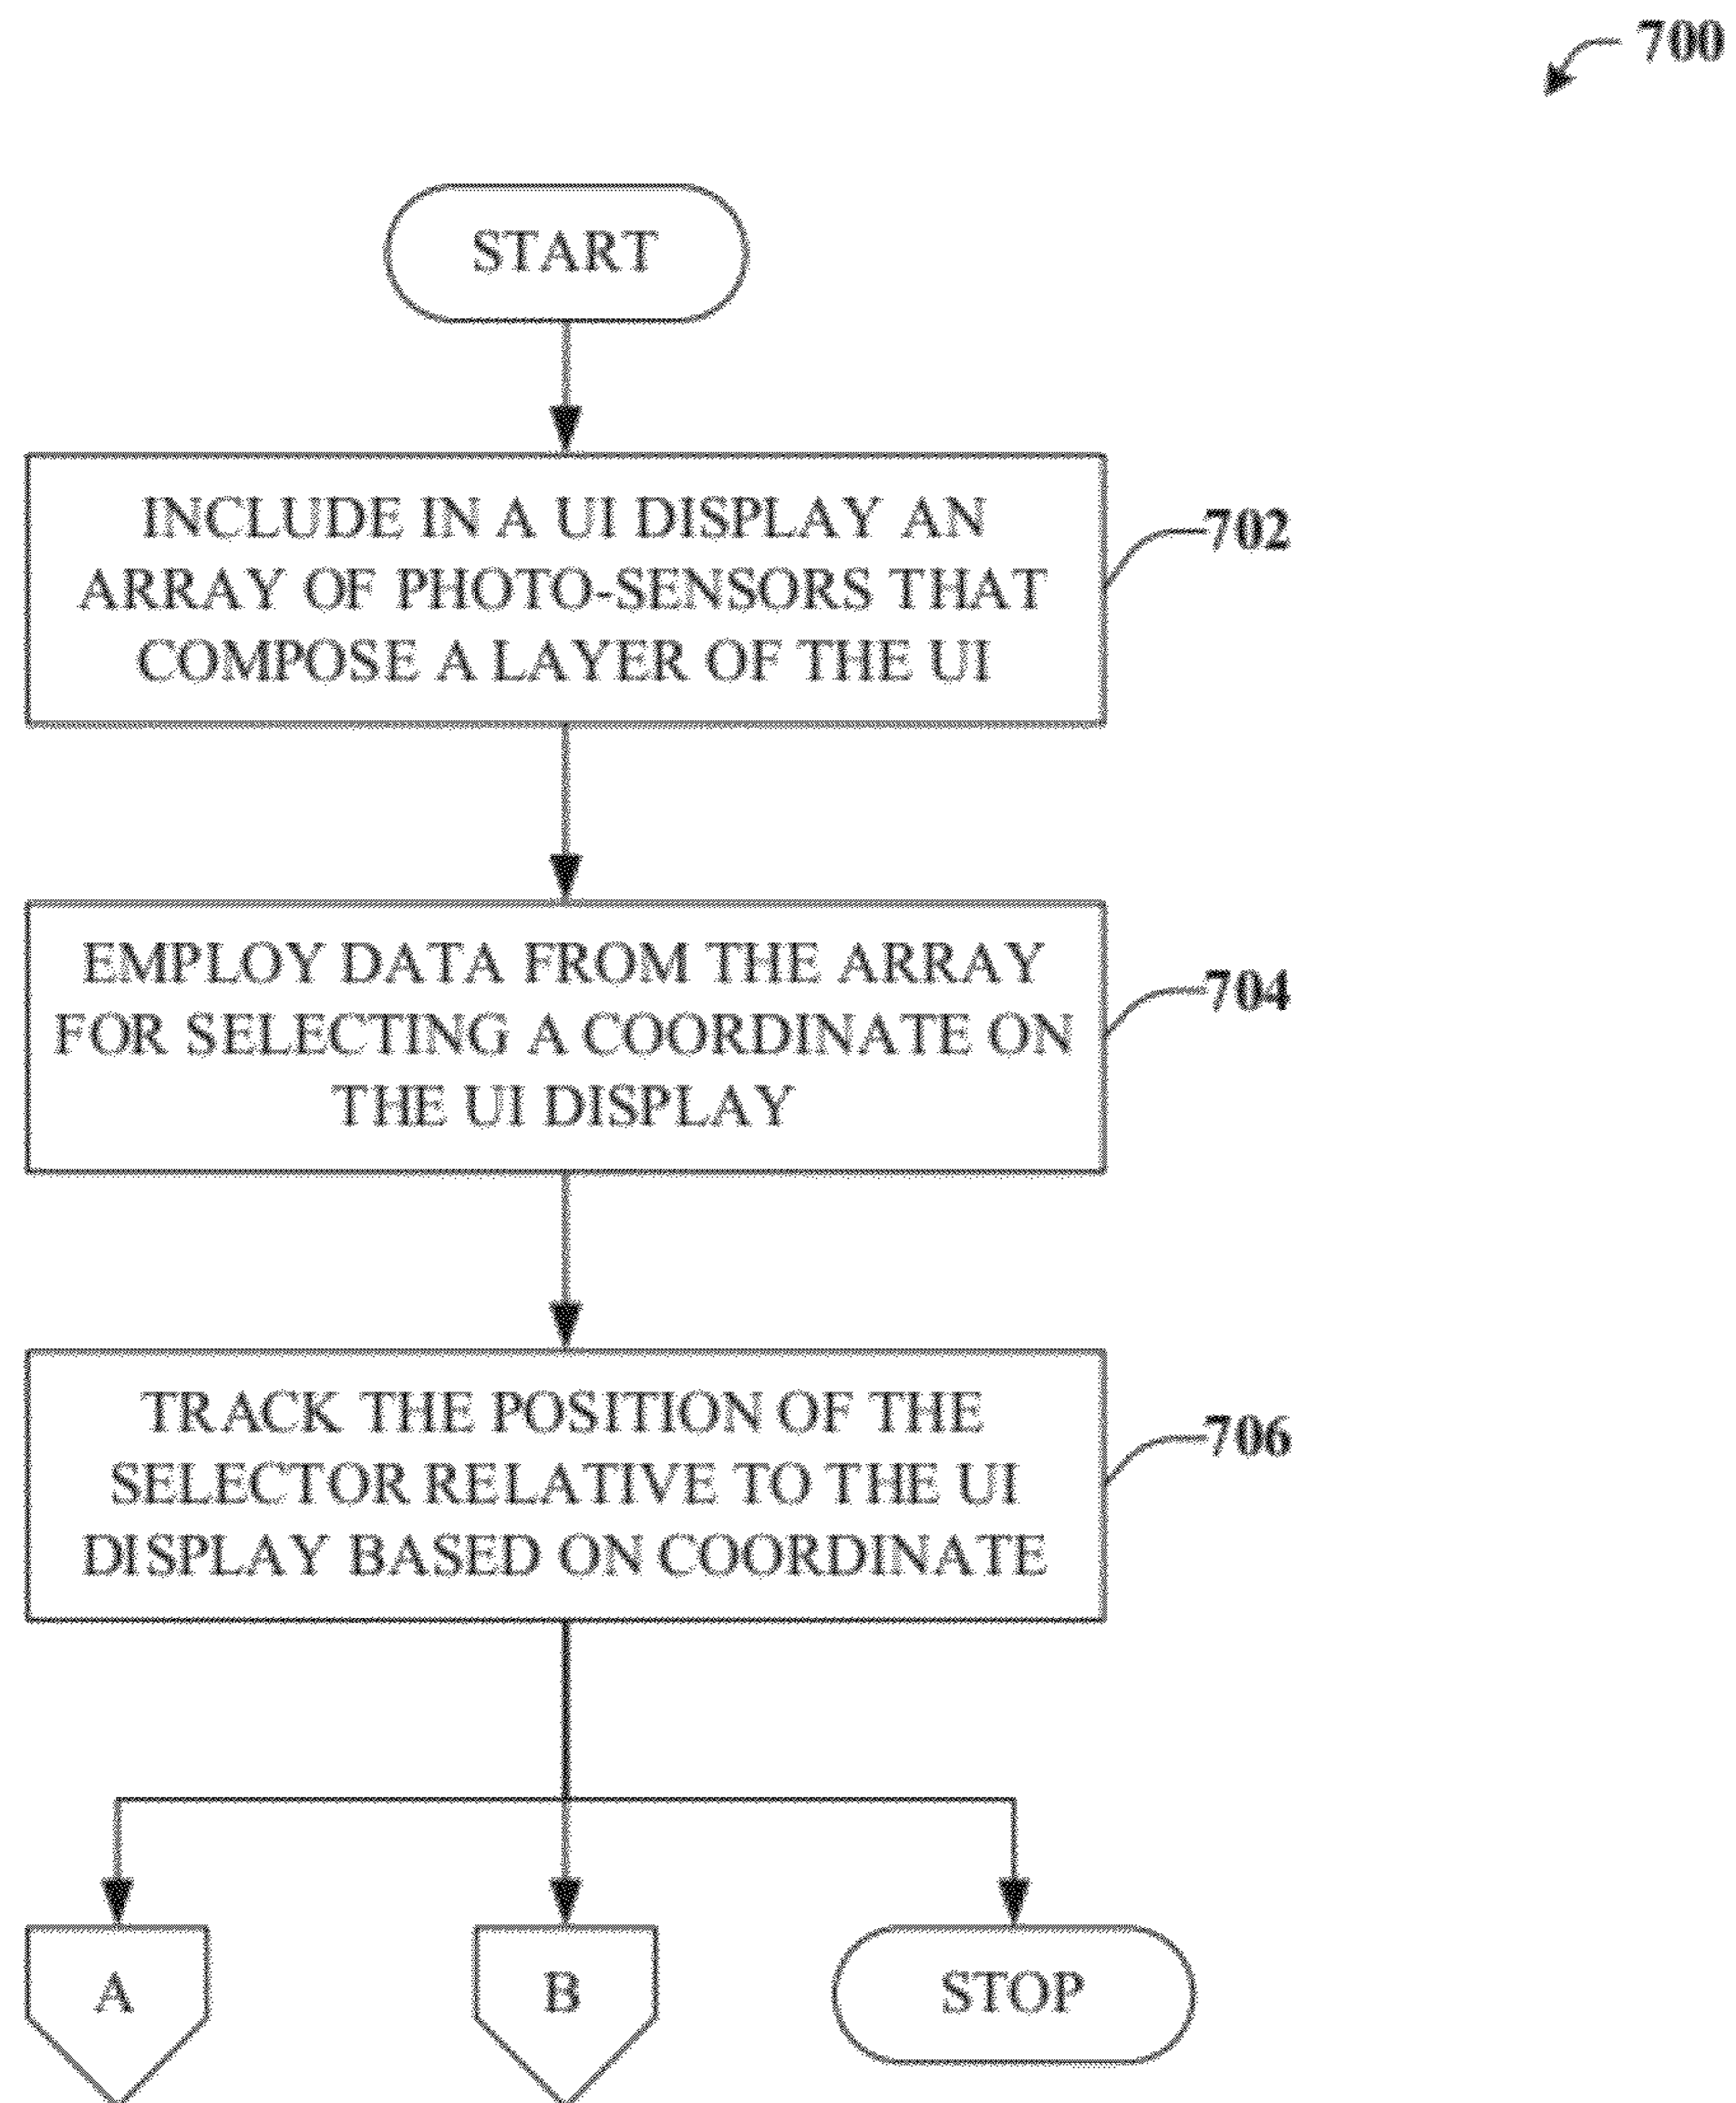 700
START
INCLUDE IN A UI DISPLAY AN
ARRAY OF PHOTO-SENSORS THAT
COMPOSE A LAYER OF THE UI
702
EMPLOY DATA FROM THE ARRAY
FOR SELECTING A COORDINATE ON
THE UI DISPLAY
704
TRACK THE POSITION OF THE
SELECTOR RELATIVE TO THE UI
DISPLAY BASED ON COORDINATE
706
A
B
STOP